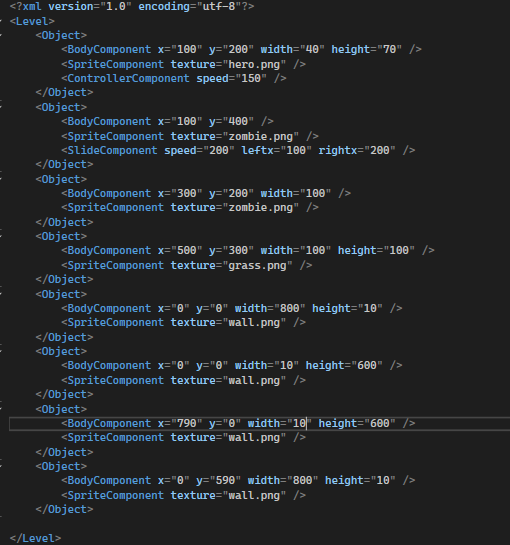 <?xml version="1.0" encoding="utf-8"?>
<Level>
    <Object>
        <BodyComponent x="100" y="200" width="40" height="70" />
        <SpriteComponent texture="hero.png" />
        <ControllerComponent speed="150" />
    </Object>
    <Object>
        <BodyComponent x="100" y="400" />
        <SpriteComponent texture="zombie.png" />
        <SlideComponent speed="200" leftx="100" rightx="200" />
    </Object>
    <Object>
        <BodyComponent x="300" y="200" width="100" />
        <SpriteComponent texture="zombie.png" />
    </Object>
    <Object>
        <BodyComponent x="500" y="300" width="100" height="100" />
        <SpriteComponent texture="grass.png" />
    </Object>
    <Object>
        <BodyComponent x="0" y="0" width="800" height="10" />
        <SpriteComponent texture="wall.png" />
    </Object>
    <Object>
        <BodyComponent x="0" y="0" width="10" height="600" />
        <SpriteComponent texture="wall.png" />
    </Object>
    <Object>
        <BodyComponent x="790" y="0" width="10" height="600" />
        <SpriteComponent texture="wall.png" />
    </Object>
    <Object>
        <BodyComponent x="0" y="590" width="800" height="10" />
        <SpriteComponent texture="wall.png" />
    </Object>

</Level>